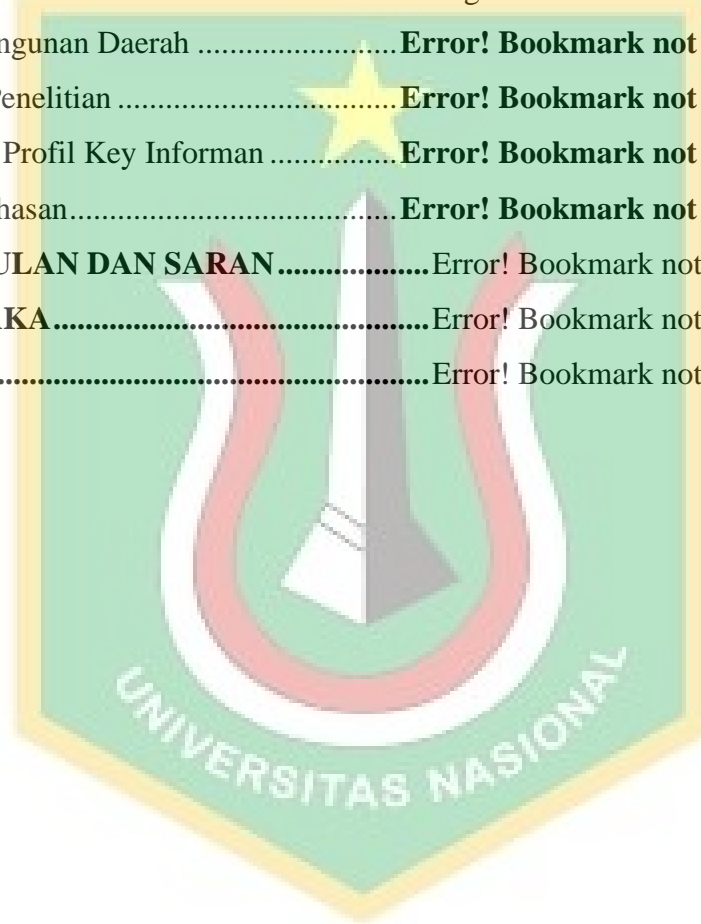 ngunan Daerah ....................... Error! Bookmark not
Penelitian ................................ Error! Bookmark not
Profil Key Informan ............... Error! Bookmark not
hasan...................................... Error! Bookmark not
ULAN DAN SARAN................... Error! Bookmark not
AKA........................................... Error! Bookmark not
................................................. Error! Bookmark not
UNIVERSITAS NASIONAL